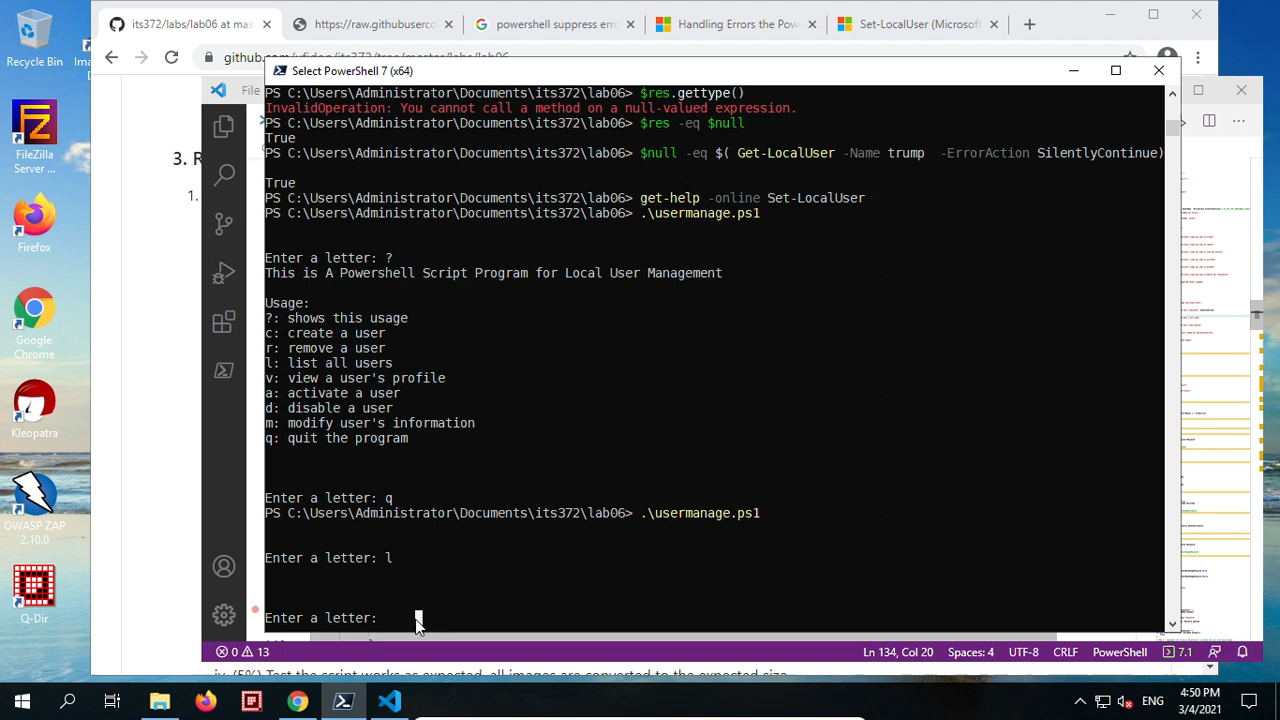 Recycle Bin
FileZilla
Server ...
Firefox
Google
Chrome
Kleopatra
OWASP ZAP
2.10.0
Q-Dir
its372/labs/lab06 at mas
https://raw.githubuserco
powershell suppress error
Handling Errors the Pow
Set-LocalUser (Microsoft
File
3. R
1.
Select PowerShell 7 (x64)
PS C:\Users\Administrator\Documents\its372\lab06> $res.gettype()
InvalidOperation: You cannot call a method on a null-valued expression.
PS C:\Users\Administrator\Documents\its372\lab06> $res -eq $null
True
PS C:\Users\Administrator\Documents\its372\lab06> $null -eq $( Get-LocalUser -Name trump  -ErrorAction SilentlyContinue)
True
PS C:\Users\Administrator\Documents\its372\lab06> get-help -online Set-LocalUser
PS C:\Users\Administrator\Documents\its372\lab06> .\usermanage.ps1
Enter a letter: ?
This is A Powershell Script Program for Local User Management
Usage:
?: shows this usage
c: create a user
r: remove a user
l: list all users
v: view a user's profile
a: activate a user
d: disable a user
m: modify user's information
q: quit the program
Enter a letter: q
PS C:\Users\Administrator\Documents\its372\lab06> .\usermanage.ps1
Enter a letter: l
Enter a letter:
0 13
Ln 134, Col 20 Spaces: 4 UTF-8 CRLF PowerShell 7.1
ENG
4:50 PM
3/4/2021